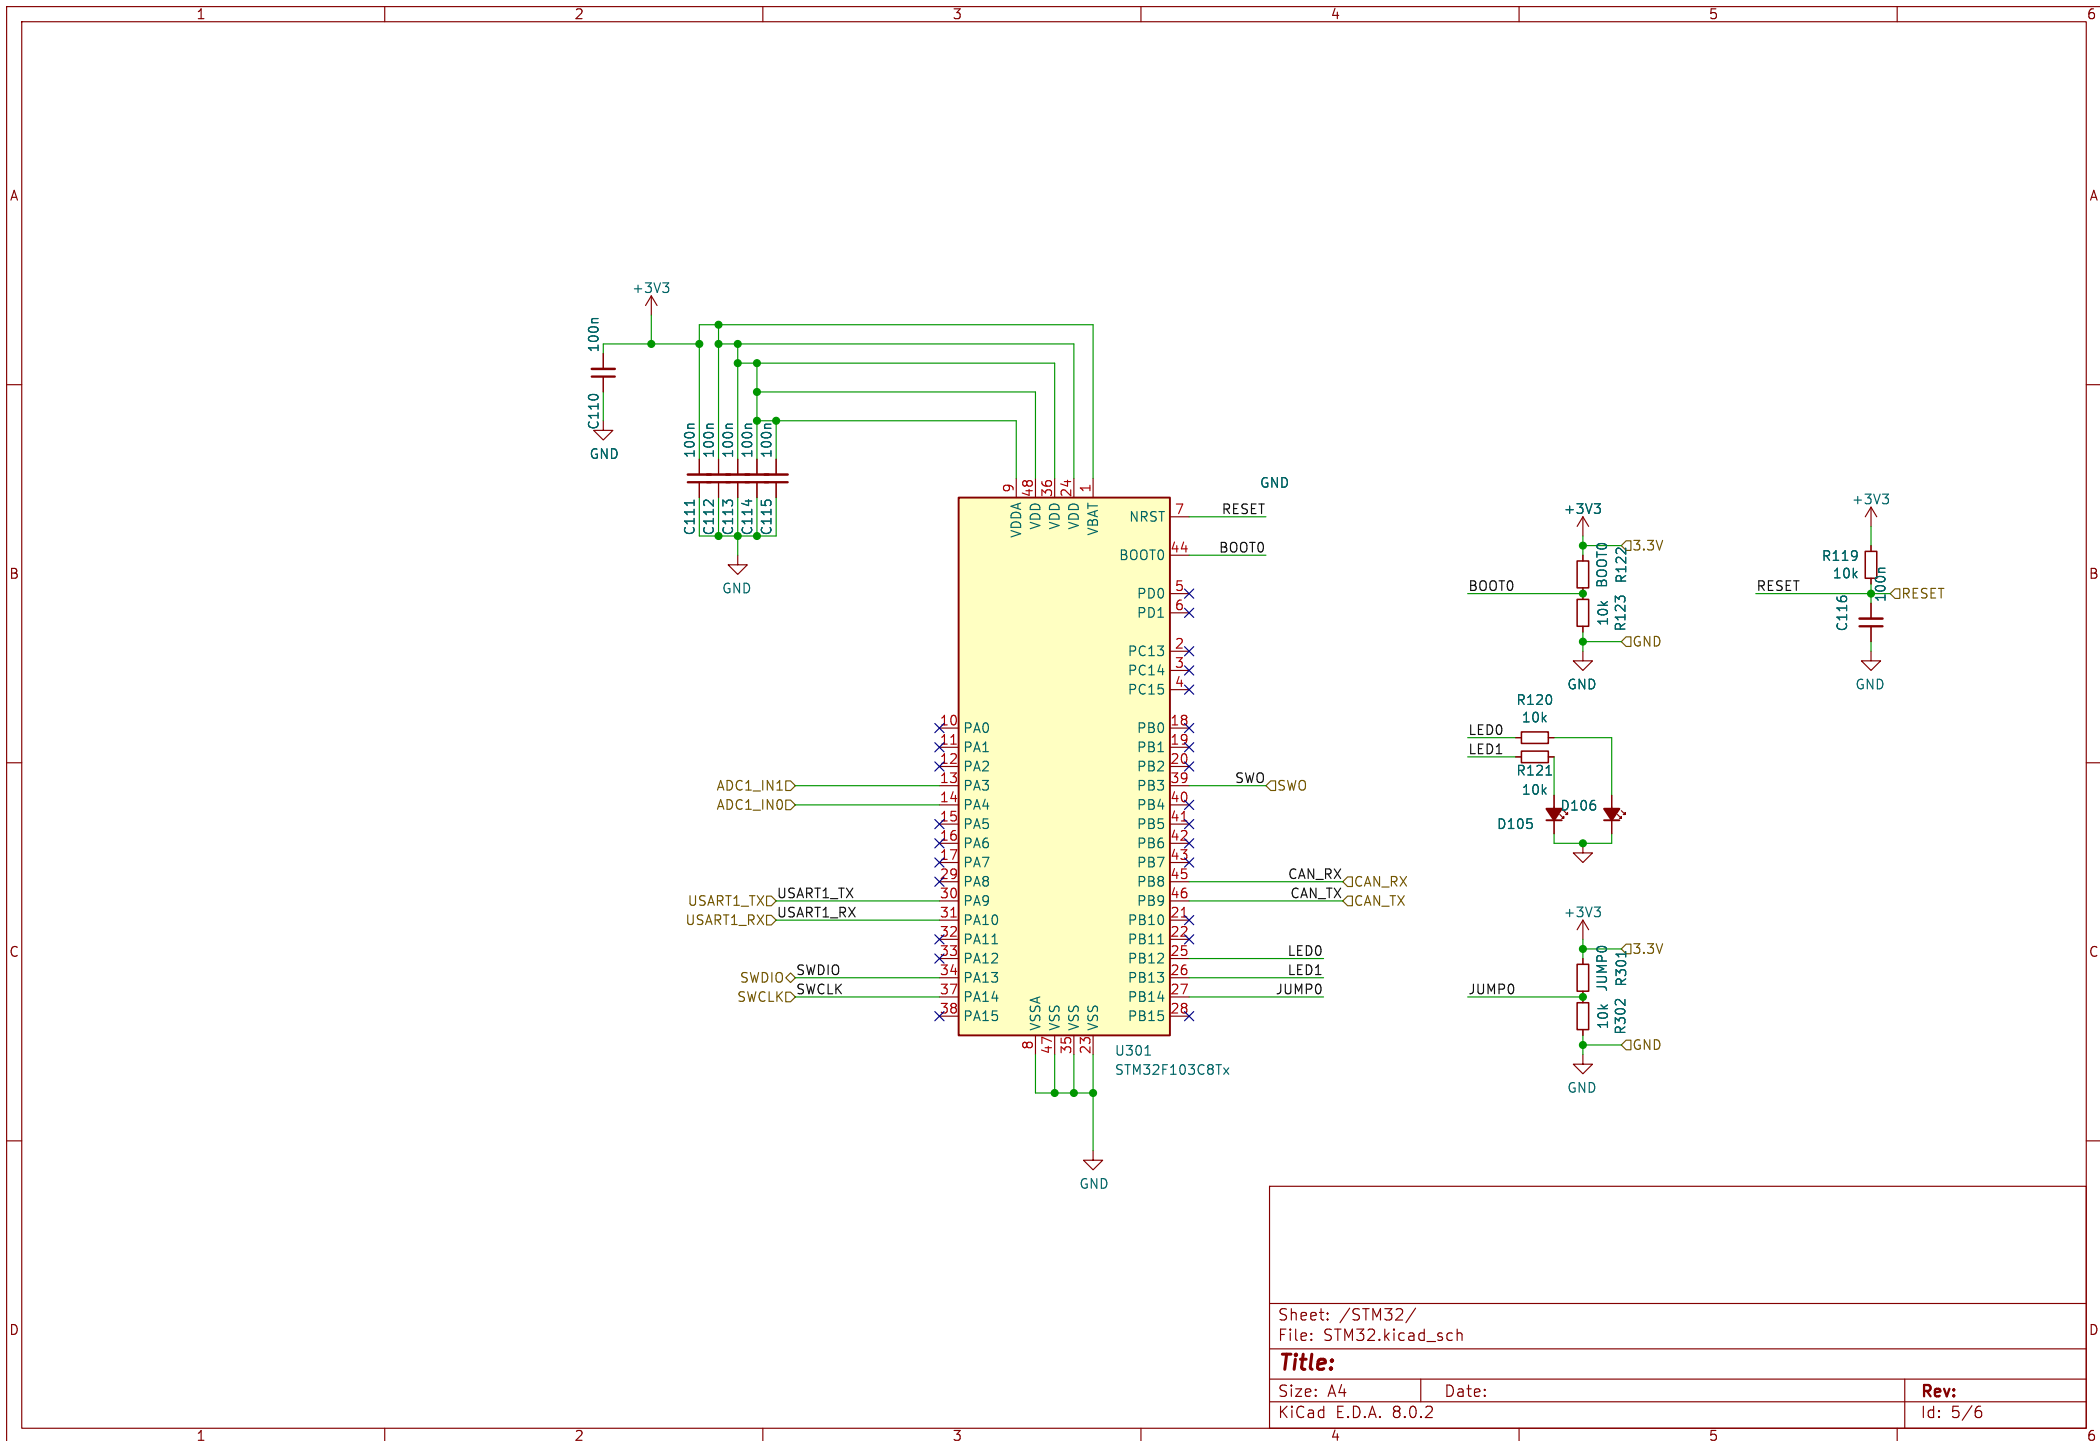 1 2 3 4 5 6
A A
B B
C C
D D
1 2 3 4 5 6
+3V3
100n
C110
GND
100n 100n 100n 100n 100n
C111 C112 C113 C114 C115
GND
9 48 36 24 1
VDDA VDD VDD VDD VBAT
GND
NRST 7 RESET
BOOT0 44 BOOT0
PD0 5
PD1 6
PC13 2
PC14 3
PC15 4
10 PA0 PB0 18
11 PA1 PB1 19
12 PA2 PB2 20
ADC1_IN1 13 PA3 PB3 39 SWO SWO
ADC1_IN0 14 PA4 PB4 40
15 PA5 PB5 41
16 PA6 PB6 42
17 PA7 PB7 43
29 PA8 PB8 45 CAN_RX CAN_RX
USART1_TX USART1_TX 30 PA9 PB9 46 CAN_TX CAN_TX
USART1_RX USART1_RX 31 PA10 PB10 21
32 PA11 PB11 22
33 PA12 PB12 25 LED0
SWDIO SWDIO 34 PA13 PB13 26 LED1
SWCLK SWCLK 37 PA14 PB14 27 JUMP0
38 PA15 PB15 28
VSSA VSS VSS VSS
8 47 35 23
U301
STM32F103C8Tx
GND
+3V3
3.3V
BOOT0
R122
BOOT0
10k
R123
GND
GND
+3V3
R119
10k
100n
RESET
RESET
C116
GND
R120
10k
LED0
LED1
R121
10k
D106
D105
+3V3
3.3V
JUMP0
R301
JUMP0
10k
R302
GND
GND
Sheet: /STM32/
File: STM32.kicad_sch
Title:
Size: A4 Date: Rev:
KiCad E.D.A. 8.0.2 Id: 5/6